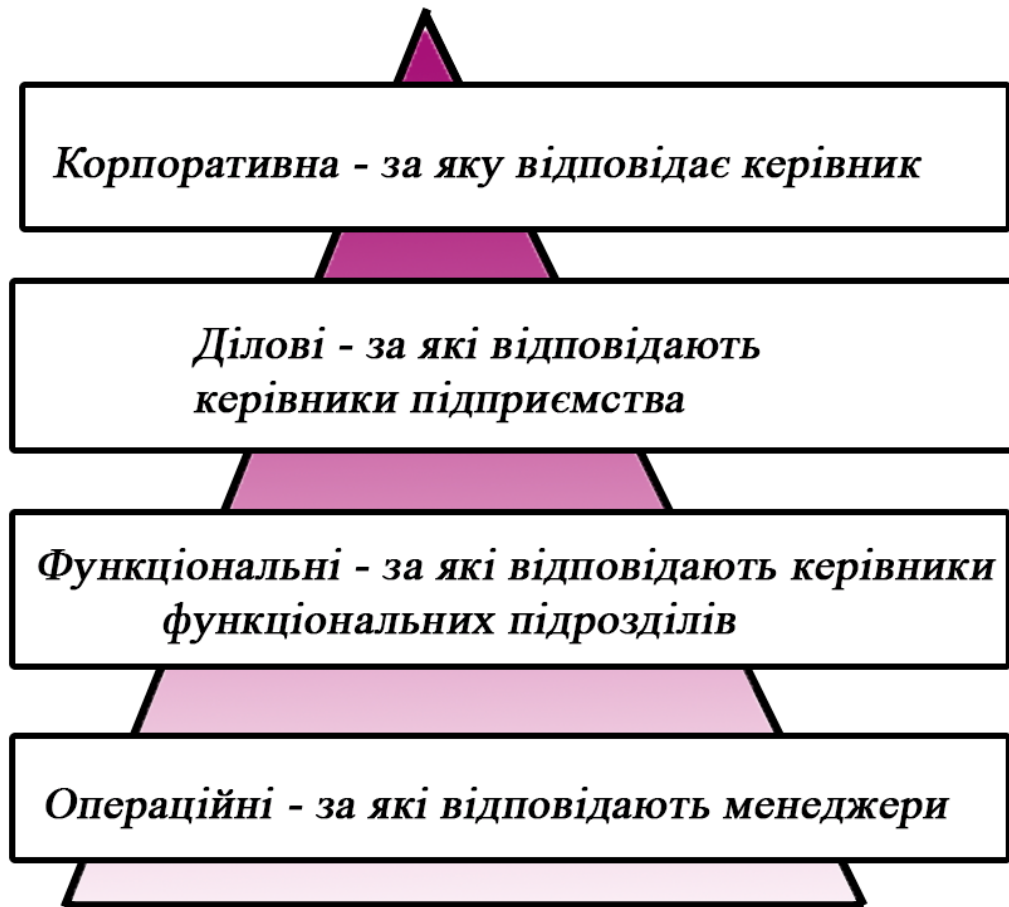 Корпоративна - за яку відповідає керівник
Ділові - за які відповідають
керівники підприємства
Функціональні - за які відповідають керівники
функціональних підрозділів
Операційні - за які відповідають менеджери